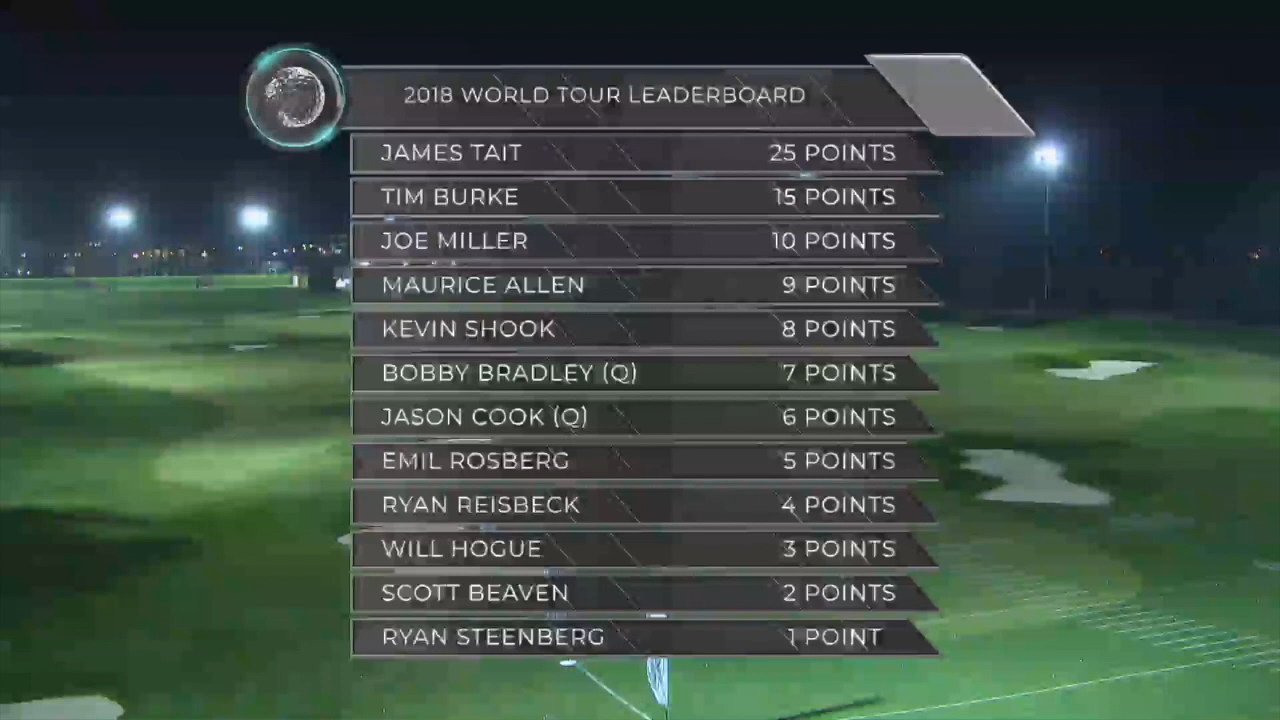 2018 WORLD TOUR LEADERBOARD
JAMES TAIT 25 POINTS
TIM BURKE 15 POINTS
JOE MILLER 10 POINTS
MAURICE ALLEN 9 POINTS
KEVIN SHOOK 8 POINTS
BOBBY BRADLEY (Q) 7 POINTS
JASON COOK (Q) 6 POINTS
EMIL ROSBERG 5 POINTS
RYAN REISBECK 4 POINTS
WILL HOGUE 3 POINTS
SCOTT BEAVEN 2 POINTS
RYAN STEENBERG 1 POINT